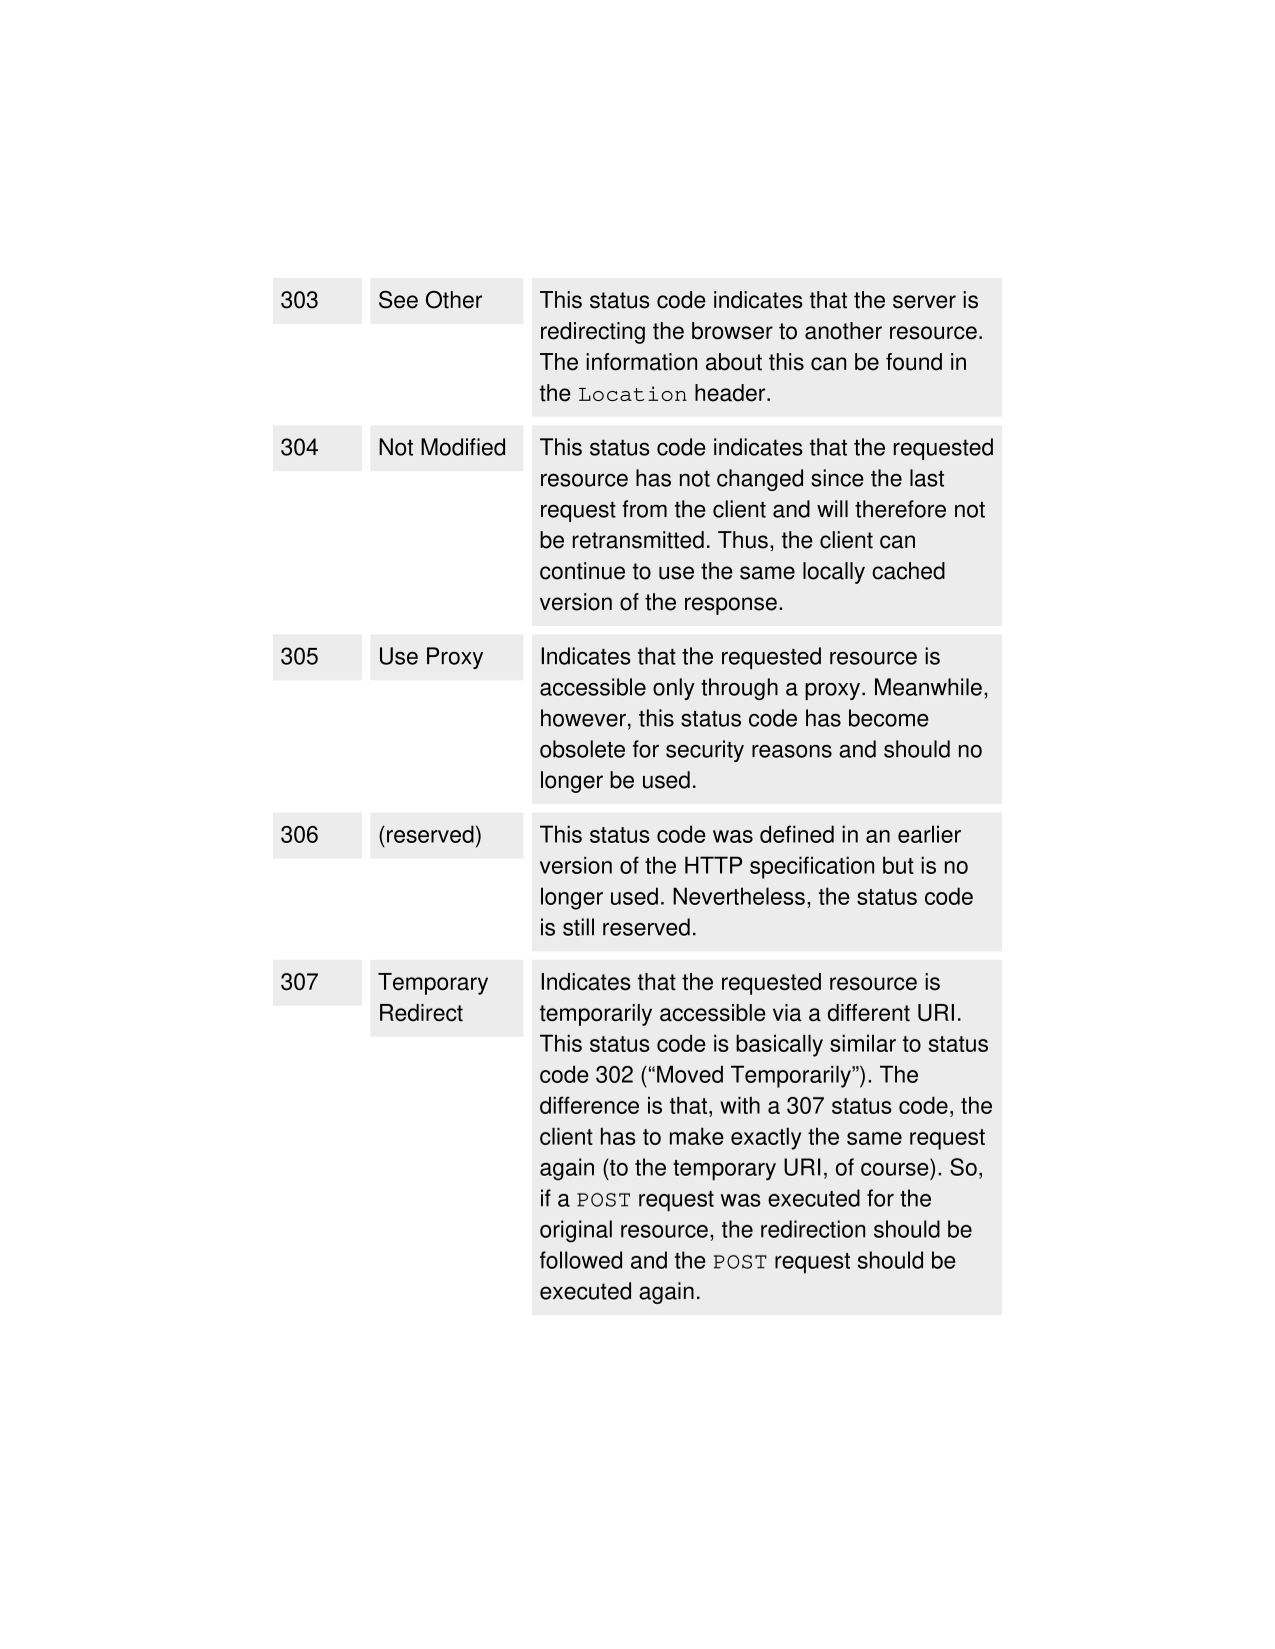 303 See Other This status code indicates that the server is
redirecting the browser to another resource.
The information about this can be found in
the Location header.
304 Not Modified This status code indicates that the requested
resource has not changed since the last
request from the client and will therefore not
be retransmitted. Thus, the client can
continue to use the same locally cached
version of the response.
305 Use Proxy Indicates that the requested resource is
accessible only through a proxy. Meanwhile,
however, this status code has become
obsolete for security reasons and should no
longer be used.
306 (reserved) This status code was defined in an earlier
version of the HTTP specification but is no
longer used. Nevertheless, the status code
is still reserved.
307 Temporary Indicates that the requested resource is
Redirect temporarily accessible via a different URI.
This status code is basically similar to status
code 302 (“Moved Temporarily”). The
difference is that, with a 307 status code, the
client has to make exactly the same request
again (to the temporary URI, of course). So,
if a POST request was executed for the
original resource, the redirection should be
followed and the POST request should be
executed again.